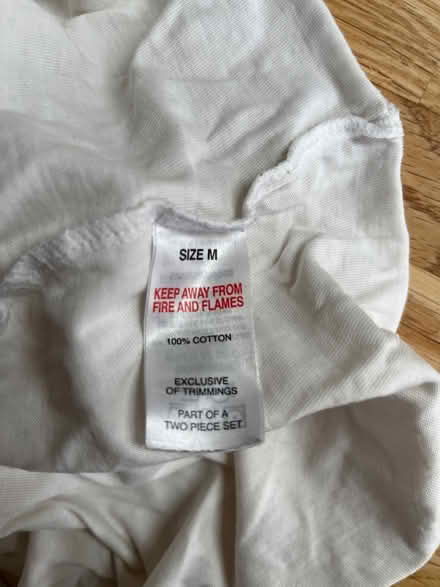 SIZE M
KEEP AWAY FROM
FIRE AND FLAMES
100% COTTON
EXCLUSIVE
OF TRIMMINGS
PART OF A
TWO PIECE SET